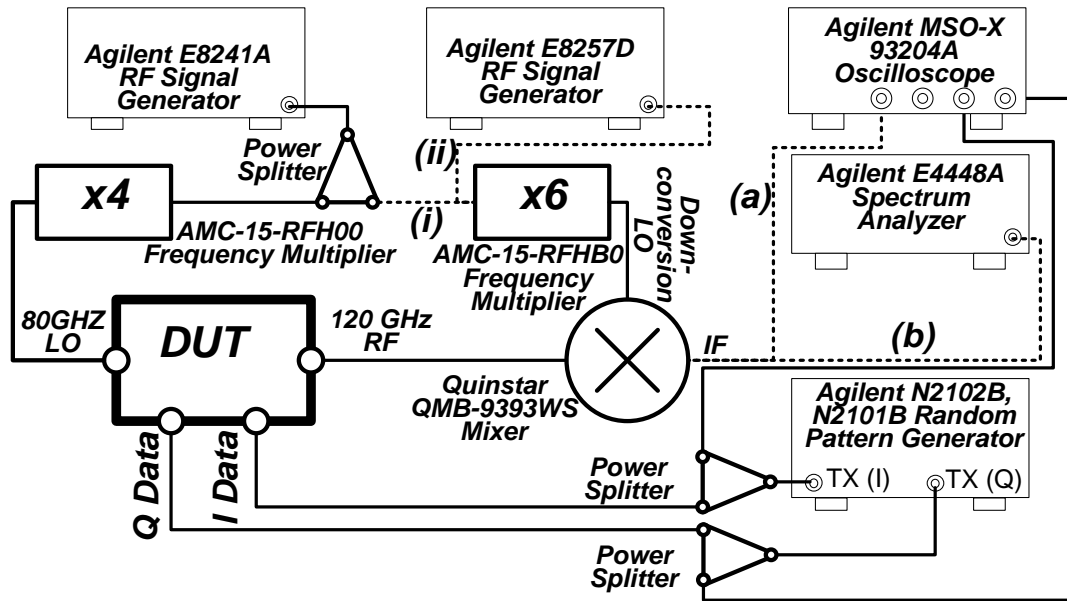 Agilent E8241A
RF Signal
Generator
Agilent E8257D
RF Signal
Generator
Agilent MSO-X
93204A
Oscilloscope
Power
Splitter
(ii)
(i)
x4
AMC-15-RFH00
Frequency Multiplier
x6
AMC-15-RFHB0
Frequency
Multiplier
Down-
conversion
LO
(a)
Agilent E4448A
Spectrum
Analyzer
(b)
80GHZ
LO
DUT
120 GHz
RF
IF
Quinstar
QMB-9393WS
Mixer
Q Data
I Data
Power
Splitter
Agilent N2102B,
N2101B Random
Pattern Generator
TX (I)
TX (Q)
Power
Splitter